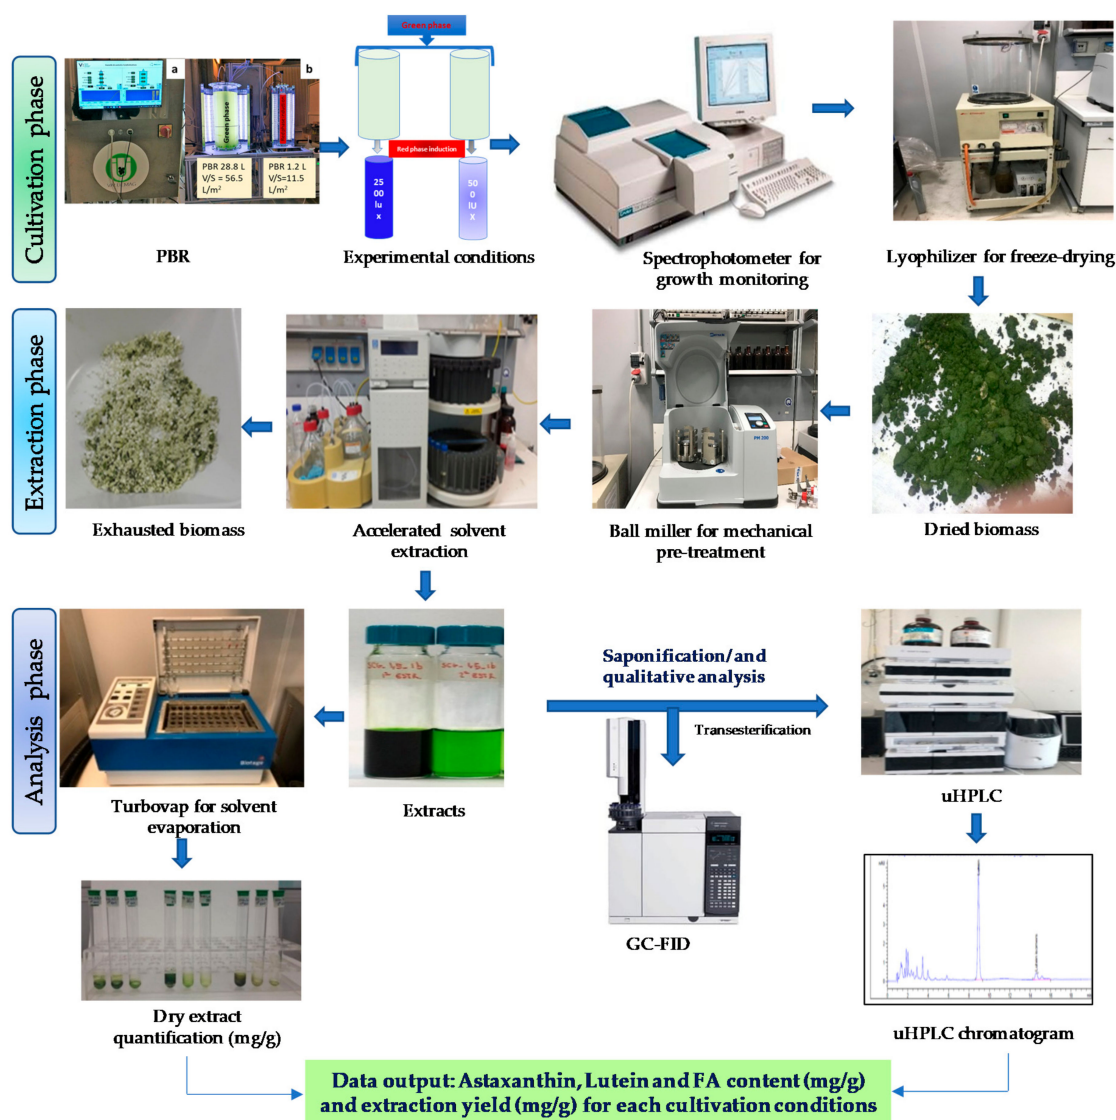 Cultivation phase
a
b
Green phase
PBR 28.8 L
V/S = 56.5
L/m²
PBR 1.2 L
V/S=11.5
L/m²
PBR
Green phase
Red phase induction
25
00
lu
x
50
0
lU
X
Experimental conditions
Spectrophotometer for
growth monitoring
Lyophilizer for freeze-drying
Extraction phase
Exhausted biomass
Accelerated solvent
extraction
Ball miller for mechanical
pre-treatment
Dried biomass
Analysis phase
Biotage
Turbovap for solvent
evaporation
Extracts
Saponification/and
qualitative analysis
Transesterification
uHPLC
GC-FID
Dry extract
quantification (mg/g)
uHPLC chromatogram
Data output: Astaxanthin, Lutein and FA content (mg/g)
and extraction yield (mg/g) for each cultivation conditions